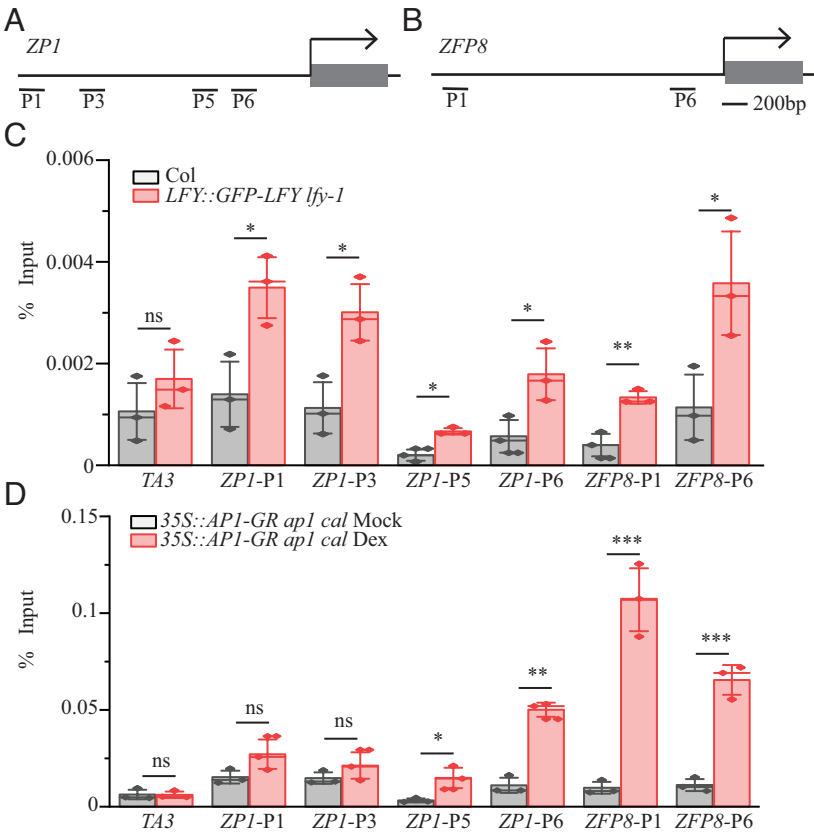 A
ZP1
P1 P3 P5 P6
B
ZFP8
P1 P6
200bp
C
% Input
0.006
0.004
0.002
0
Col
LFY::GFP-LFY lfy-1
ns * * * * ** *
TA3 ZP1-P1 ZP1-P3 ZP1-P5 ZP1-P6 ZFP8-P1 ZFP8-P6
D
% Input
0.15
0.1
0.05
0
35S::AP1-GR ap1 cal Mock
35S::AP1-GR ap1 cal Dex
ns ns ns * ** *** ***
TA3 ZP1-P1 ZP1-P3 ZP1-P5 ZP1-P6 ZFP8-P1 ZFP8-P6